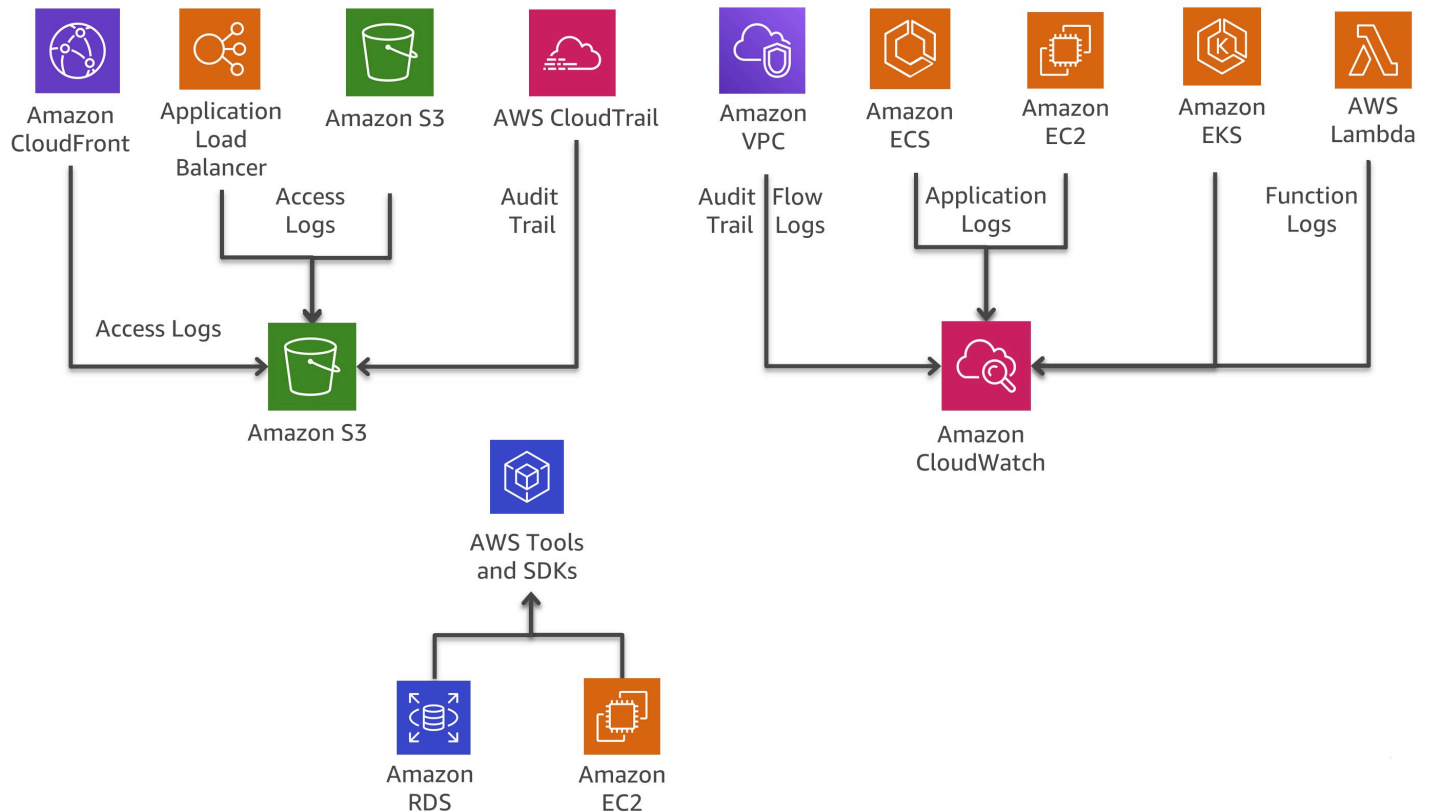 Amazon
CloudFront
Application
Load
Balancer
Amazon S3
AWS CloudTrail
Amazon
VPC
Amazon
ECS
Amazon
EC2
Amazon
EKS
AWS
Lambda
Access
Logs
Audit
Trail
Audit
Trail
Flow
Logs
Application
Logs
Function
Logs
Access Logs
Amazon S3
Amazon
CloudWatch
AWS Tools
and SDKs
Amazon
RDS
Amazon
EC2
K